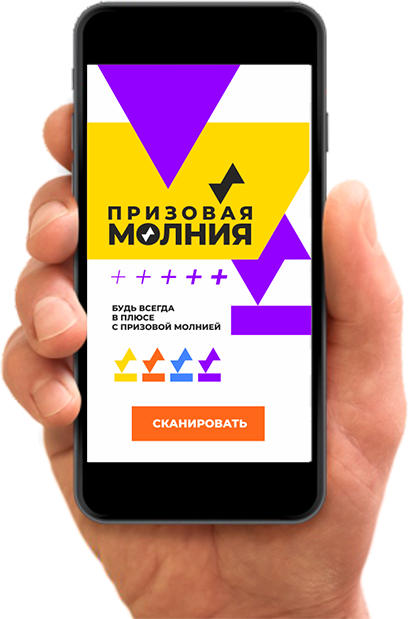 ПРИЗОВАЯ
МОЛНИЯ
+ + + + +
БУДЬ ВСЕГДА
В ПЛЮСЕ
С ПРИЗОВОЙ МОЛНИЕЙ
СКАНИРОВАТЬ